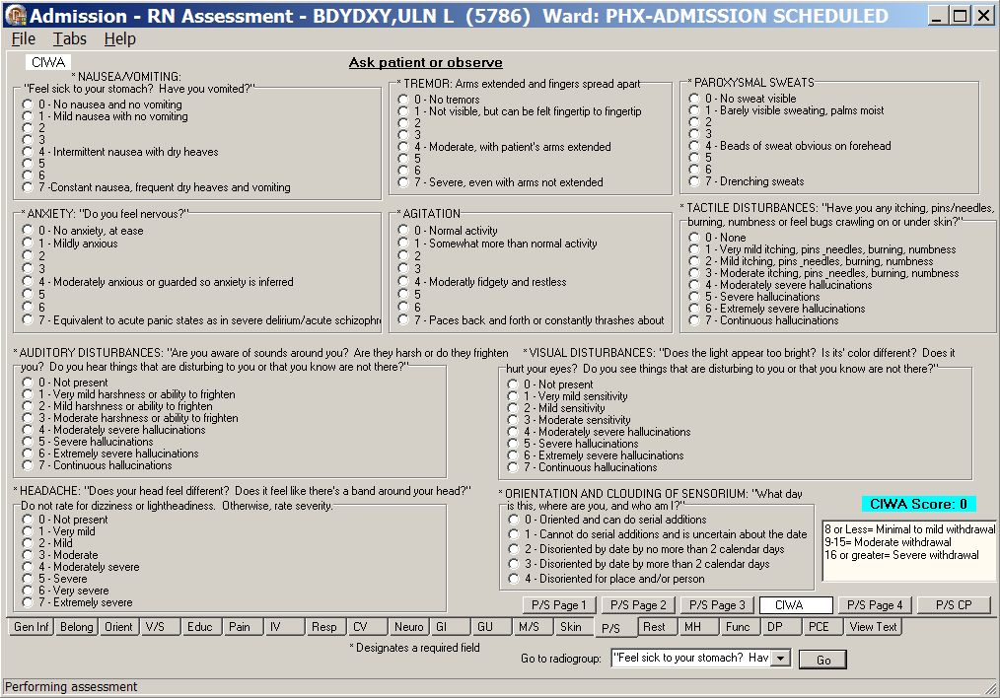 Admission - RN Assessment - BDYDXY,ULN L (5786) Ward: PHX-ADMISSION SCHEDULED
File Tabs Help
CIWA
Ask patient or observe
* NAUSEA/VOMITING:
"Feel sick to your stomach? Have you vomited?"
0 - No nausea and no vomiting
1 - Mild nausea with no vomiting
2
3
4 - Intermittent nausea with dry heaves
5
6
7 -Constant nausea, frequent dry heaves and vomiting
* TREMOR: Arms extended and fingers spread apart
0 - No tremors
1 - Not visible, but can be felt fingertip to fingertip
2
3
4 - Moderate, with patient's arms extended
5
6
7 - Severe, even with arms not extended
* PAROXYSMAL SWEATS
0 - No sweat visible
1 - Barely visible sweating, palms moist
2
3
4 - Beads of sweat obvious on forehead
5
6
7 - Drenching sweats
* ANXIETY: "Do you feel nervous?"
0 - No anxiety, at ease
1 - Mildly anxious
2
3
4 - Moderately anxious or guarded so anxiety is inferred
5
6
7 - Equivalent to acute panic states as in severe delirium/acute schizophre
* AGITATION
0 - Normal activity
1 - Somewhat more than normal activity
2
3
4 - Moderatly fidgety and restless
5
6
7 - Paces back and forth or constantly thrashes about
* TACTILE DISTURBANCES: "Have you any itching, pins/needles,
burning, numbness or feel bugs crawling on or under skin?"
0 - None
1 - Very mild itching, pins_needles, burning, numbness
2 - Mild itching, pins_needles, burning, numbness
3 - Moderate itching, pins_needles, burning, numbness
4 - Moderately severe hallucinations
5 - Severe hallucinations
6 - Extremely severe hallucinations
7 - Continuous hallucinations
* AUDITORY DISTURBANCES: "Are you aware of sounds around you? Are they harsh or do they frighten
you? Do you hear things that are disturbing to you or that you know are not there?"
0 - Not present
1 - Very mild harshness or ability to frighten
2 - Mild harshness or ability to frighten
3 - Moderate harshness or ability to frighten
4 - Moderately severe hallucinations
5 - Severe hallucinations
6 - Extremely severe hallucinations
7 - Continuous hallucinations
* VISUAL DISTURBANCES: "Does the light appear too bright? Is its' color different? Does it
hurt your eyes? Do you see things that are disturbing to you or that you know are not there?"
0 - Not present
1 - Very mild sensitivity
2 - Mild sensitivity
3 - Moderate sensitivity
4 - Moderately severe hallucinations
5 - Severe hallucinations
6 - Extremely severe hallucinations
7 - Continuous hallucinations
* HEADACHE: "Does your head feel different? Does it feel like there's a band around your head?"
Do not rate for dizziness or lightheadiness. Otherwise, rate severity.
0 - Not present
1 - Very mild
2 - Mild
3 - Moderate
4 - Moderately severe
5 - Severe
6 - Very severe
7 - Extremely severe
* ORIENTATION AND CLOUDING OF SENSORIUM: "What day
is this, where are you, and who am I?"
0 - Oriented and can do serial additions
1 - Cannot do serial additions and is uncertain about the date
2 - Disoriented by date by no more than 2 calendar days
3 - Disoriented by date by more than 2 calendar days
4 - Disoriented for place and/or person
CIWA Score: 0
8 or Less= Minimal to mild withdrawal
9-15= Moderate withdrawal
16 or greater= Severe withdrawal
P/S Page 1 P/S Page 2 P/S Page 3 CIWA P/S Page 4 P/S CP
Gen Inf Belong Orient V/S Educ Pain IV Resp CV Neuro GI GU M/S Skin P/S Rest MH Func DP PCE View Text
* Designates a required field
Go to radiogroup: "Feel sick to your stomach? Hav Go
Performing assessment